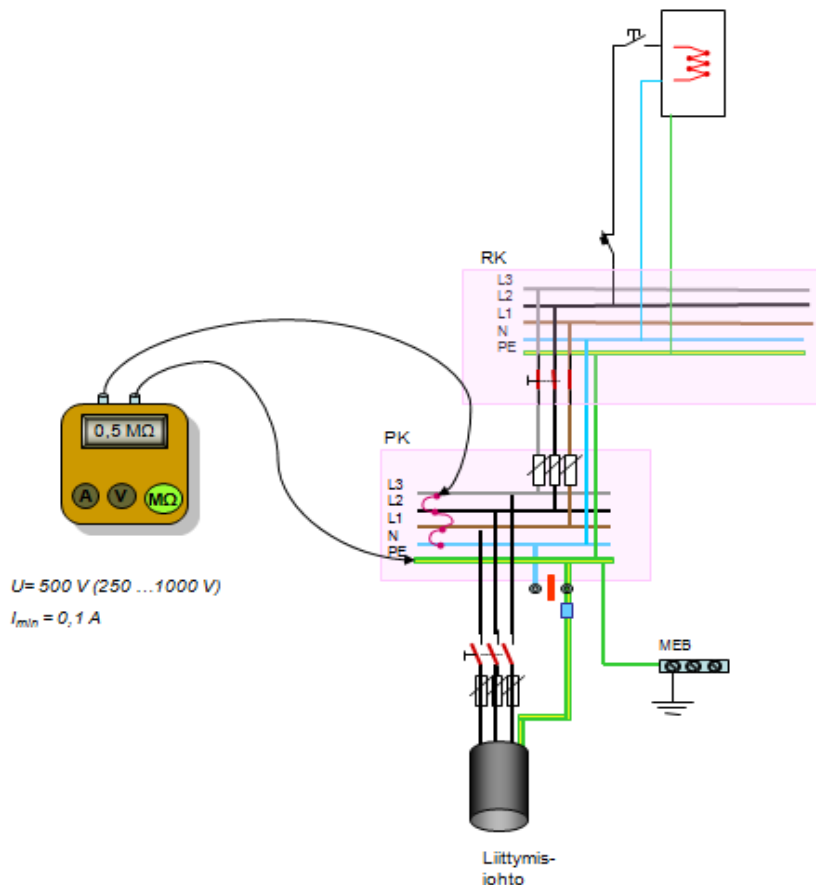 RK
L3
L2
L1
N
PE
0,5 MΩ
A V MΩ
PK
L3
L2
L1
N
PE
U= 500 V (250 …1000 V)
Imin = 0,1 A
MEB
Liittymis-
johto